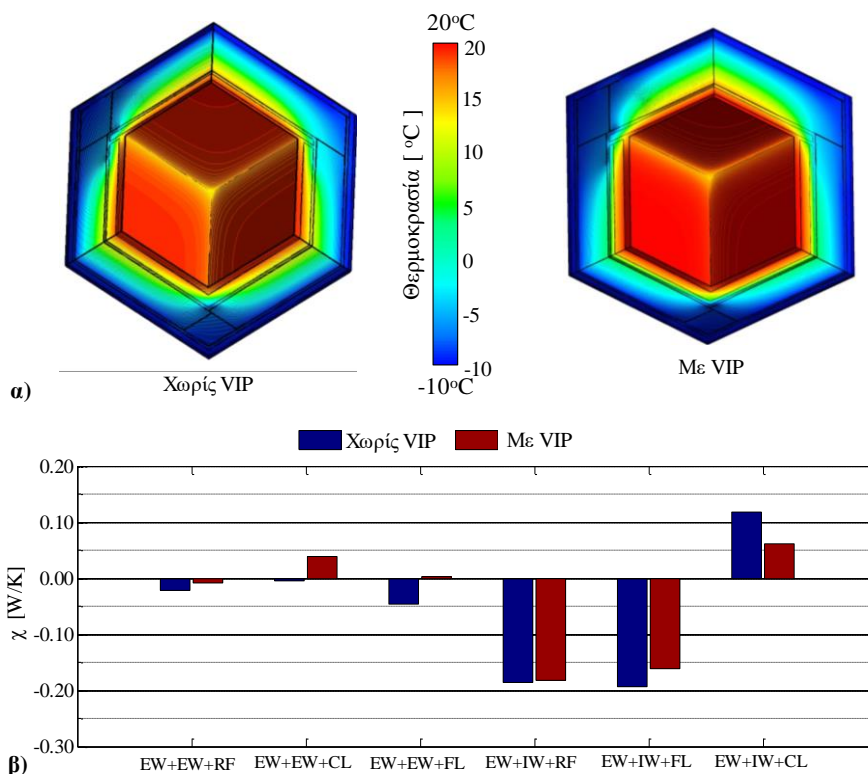 20°C
20
15
10
5
0
-5
-10
-10°C
Θερμοκρασία [ °C ]
Χωρίς VIP
Με VIP
α)
Χωρίς VIP Με VIP
0.20
0.10
0.00
-0.10
-0.20
-0.30
χ [W/K]
EW+EW+RF EW+EW+CL EW+EW+FL EW+IW+RF EW+IW+FL EW+IW+CL
β)